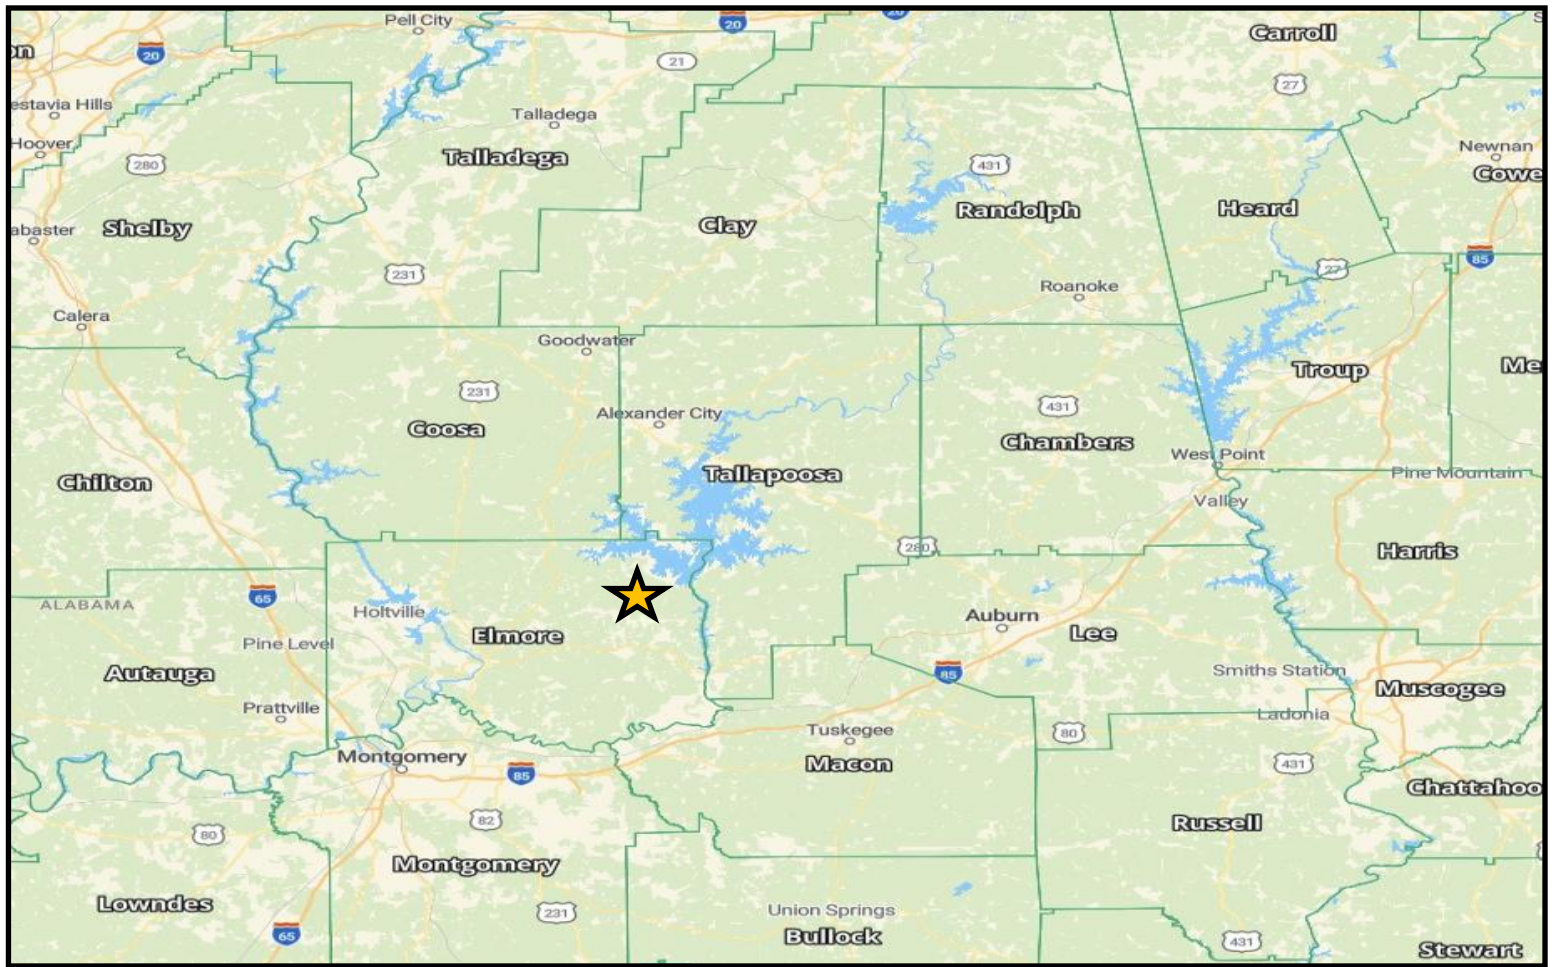 Pell City
20
Carroll
on
20
21
27
estavia Hills
Talladega
Hoover
Newnan
280
Talladega
431
Cowe
abaster
Shelby
Clay
Randolph
Heard
231
27
85
Calera
Roanoke
Goodwater
Troup
Me
231
Alexander City
431
Coosa
Chambers
West Point
Tallapoosa
Pine Mountain
Chilton
Valley
280
Harris
65
ALABAMA
Holtville
Auburn
Elmore
Lee
Pine Level
85
Smiths Station
Autauga
Muscogee
Prattville
Ladonia
Tuskegee
80
Montgomery
Macon
431
85
Chattahoo
82
80
Russell
Montgomery
Lowndes
231
Union Springs
65
Bullock
431
Stewart